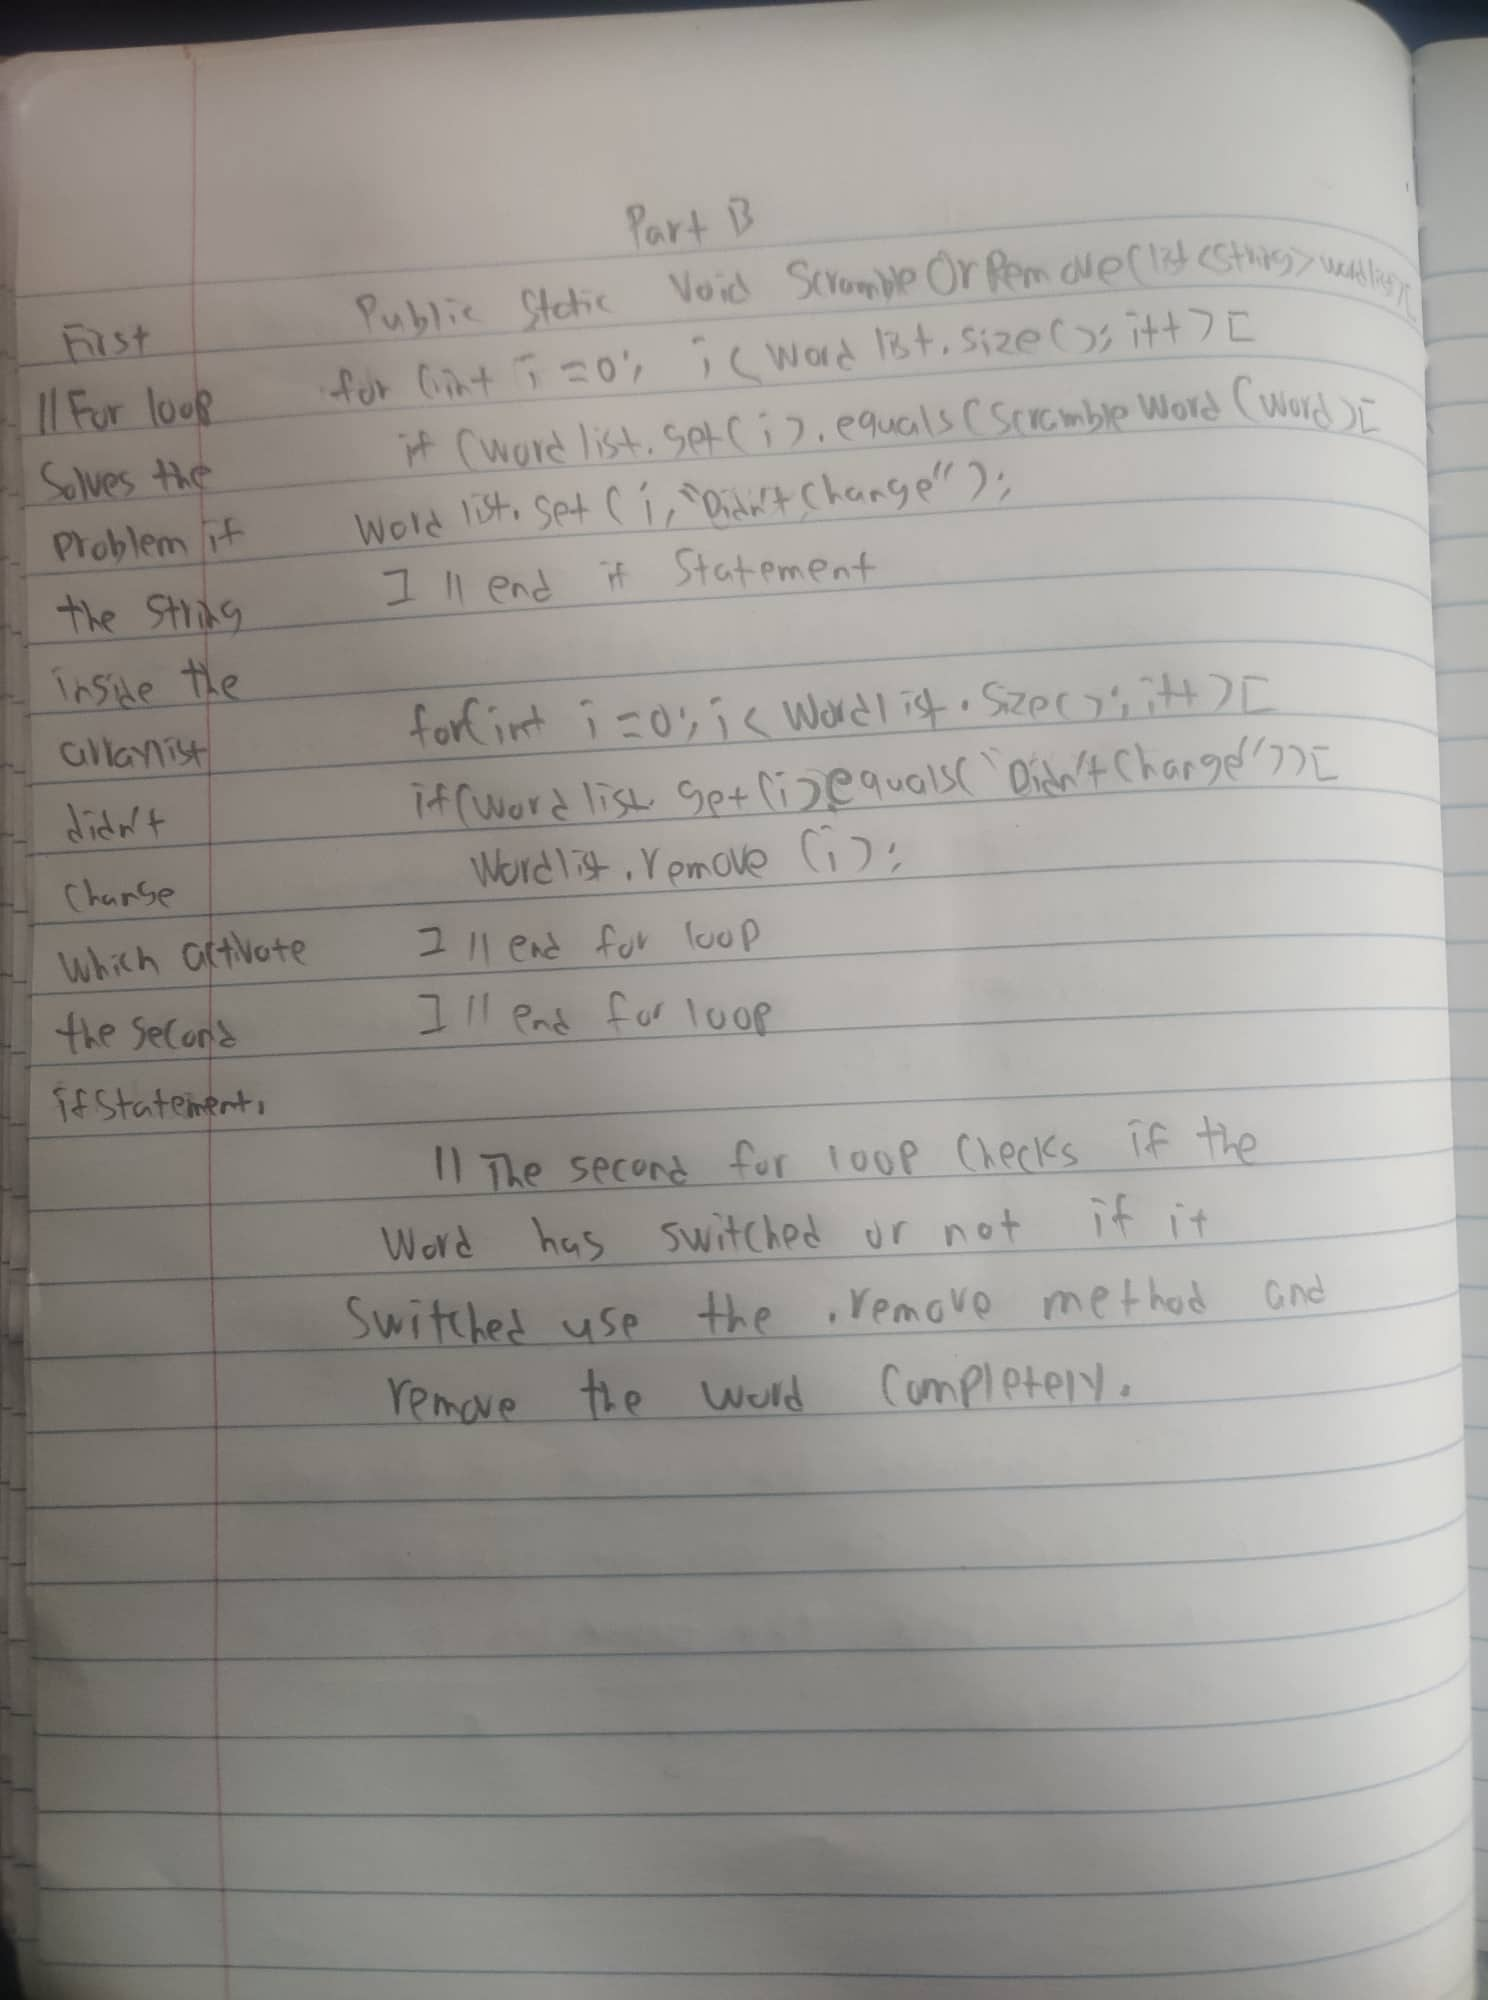 Part B
Public Static Void ScrambleOrRemove(list<String> wordlist)[
for (int i=0; i< Word list.size(); i++)[
if (Word list.get(i).equals(Scramble Word(Word)[
Word list.set(i,"Didn't Change");
] // end if Statement
for(int i=0; i< Wordlist.Size(); i++)[
if(Word list.get(i)equals("Didn't Change"))[
Wordlist.remove (i);
] // end for loop
] // end for loop
// The second for loop Checks if the
Word has switched or not if it
Switched use the .remove method and
remove the word Completely.
First
// For loop
Solves the
Problem if
the String
inside the
arraylist
didn't
Change
Which activate
the Second
if Statement.